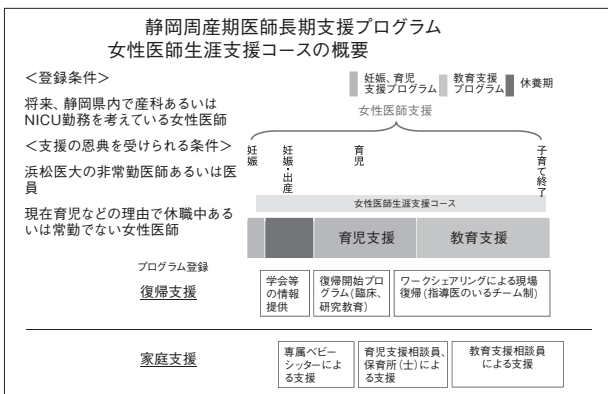 静岡周産期医師長期支援プログラム
女性医師生涯支援コースの概要
＜登録条件＞
将来、静岡県内で産科あるいは
NICU勤務を考えている女性医師
＜支援の恩典を受けられる条件＞
浜松医大の非常勤医師あるいは医
員
現在育児などの理由で休職中ある
いは常勤でない女性医師
妊娠、育児
支援プログラム
教育支援
プログラム
休養期
女性医師支援
妊娠
妊娠・出産
育児
子育て終了
女性医師生涯支援コース
育児支援
教育支援
プログラム登録
復帰支援
学会等
の情報
提供
復帰開始プロ
グラム(臨床、
研究教育)
ワークシェアリングによる現場
復帰(指導医のいるチーム制)
家庭支援
専属ベビー
シッターによ
る支援
育児支援相談員、
保育所(士)によ
る支援
教育支援相談員
による支援